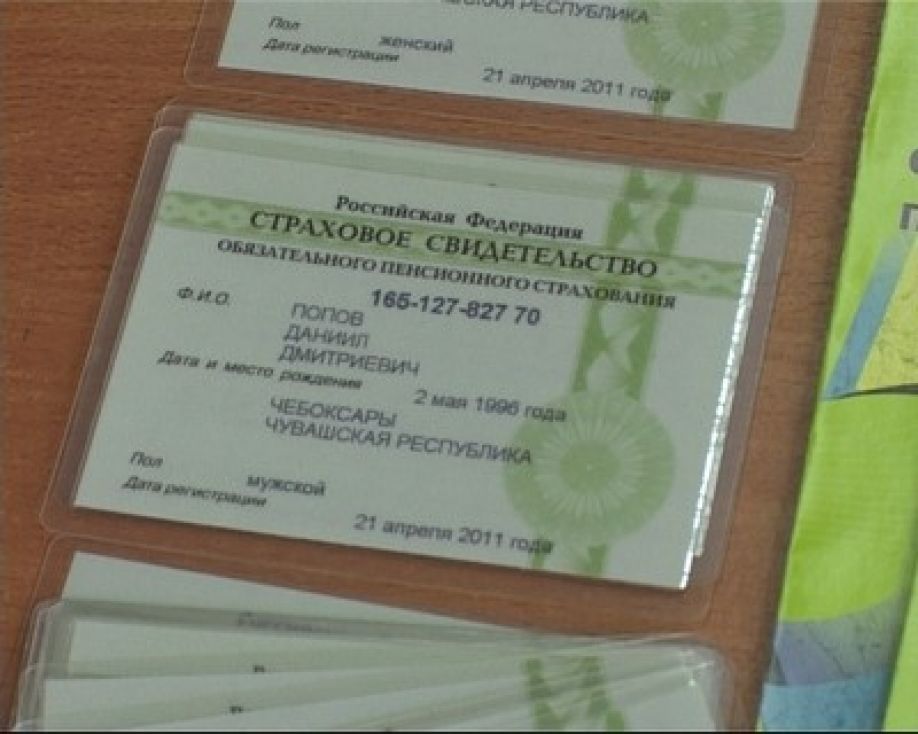 РЕСПУБЛИКА
Пол
женский
Дата регистрации
21 апреля 2011 года
Российская Федерация
СТРАХОВОЕ СВИДЕТЕЛЬСТВО
ОБЯЗАТЕЛЬНОГО ПЕНСИОННОГО СТРАХОВАНИЯ
165-127-827 70
Ф.И.О.
ПОПОВ
ДАНИИЛ
ДМИТРИЕВИЧ
Дата и место рождения
2 мая 1996 года
ЧЕБОКСАРЫ
ЧУВАШСКАЯ РЕСПУБЛИКА
Пол
мужской
Дата регистрации
21 апреля 2011 года